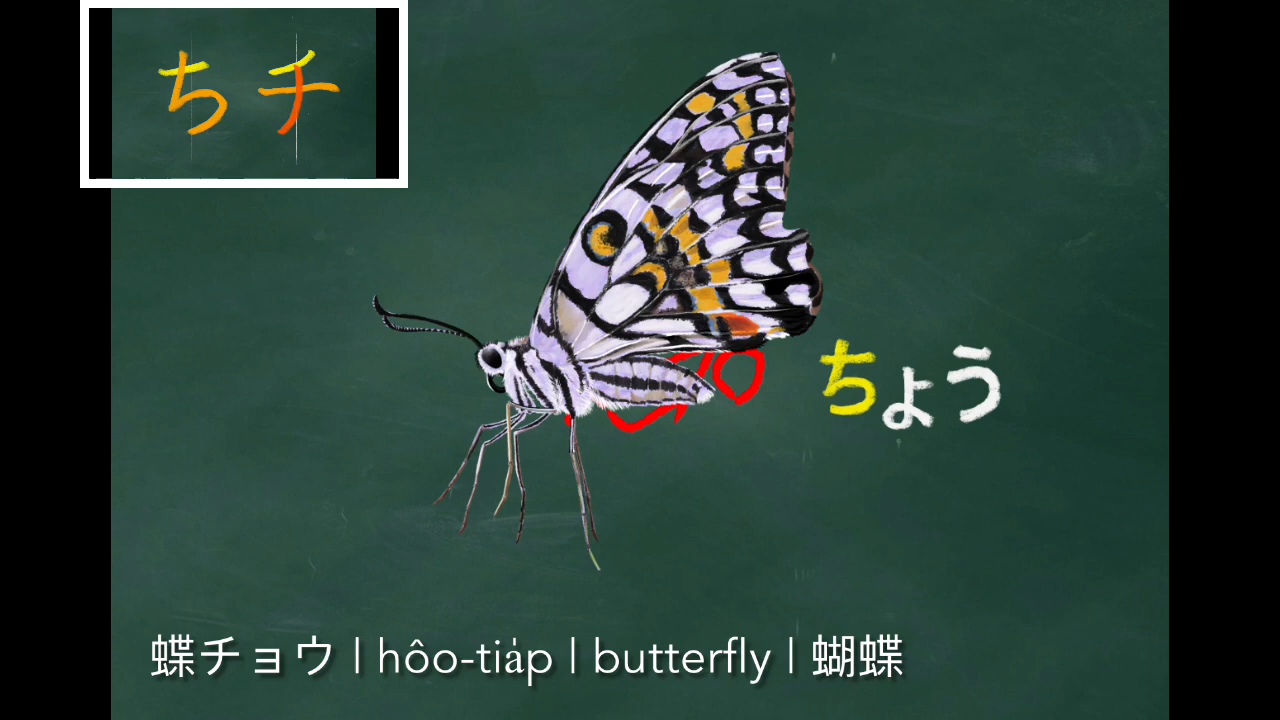 ちチ
ちょう
蝶チョウ | hôo-tia̍p | butterfly | 蝴蝶